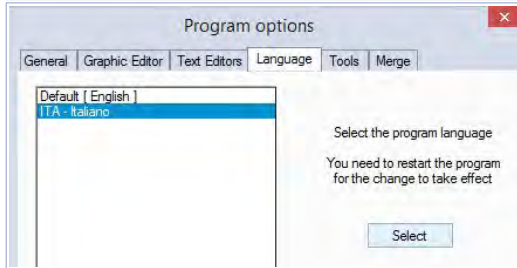 Program options
General Graphic Editor Text Editors Language Tools Merge
Default [ English ]
ITA - Italiano
Select the program language
You need to restart the program
for the change to take effect
Select